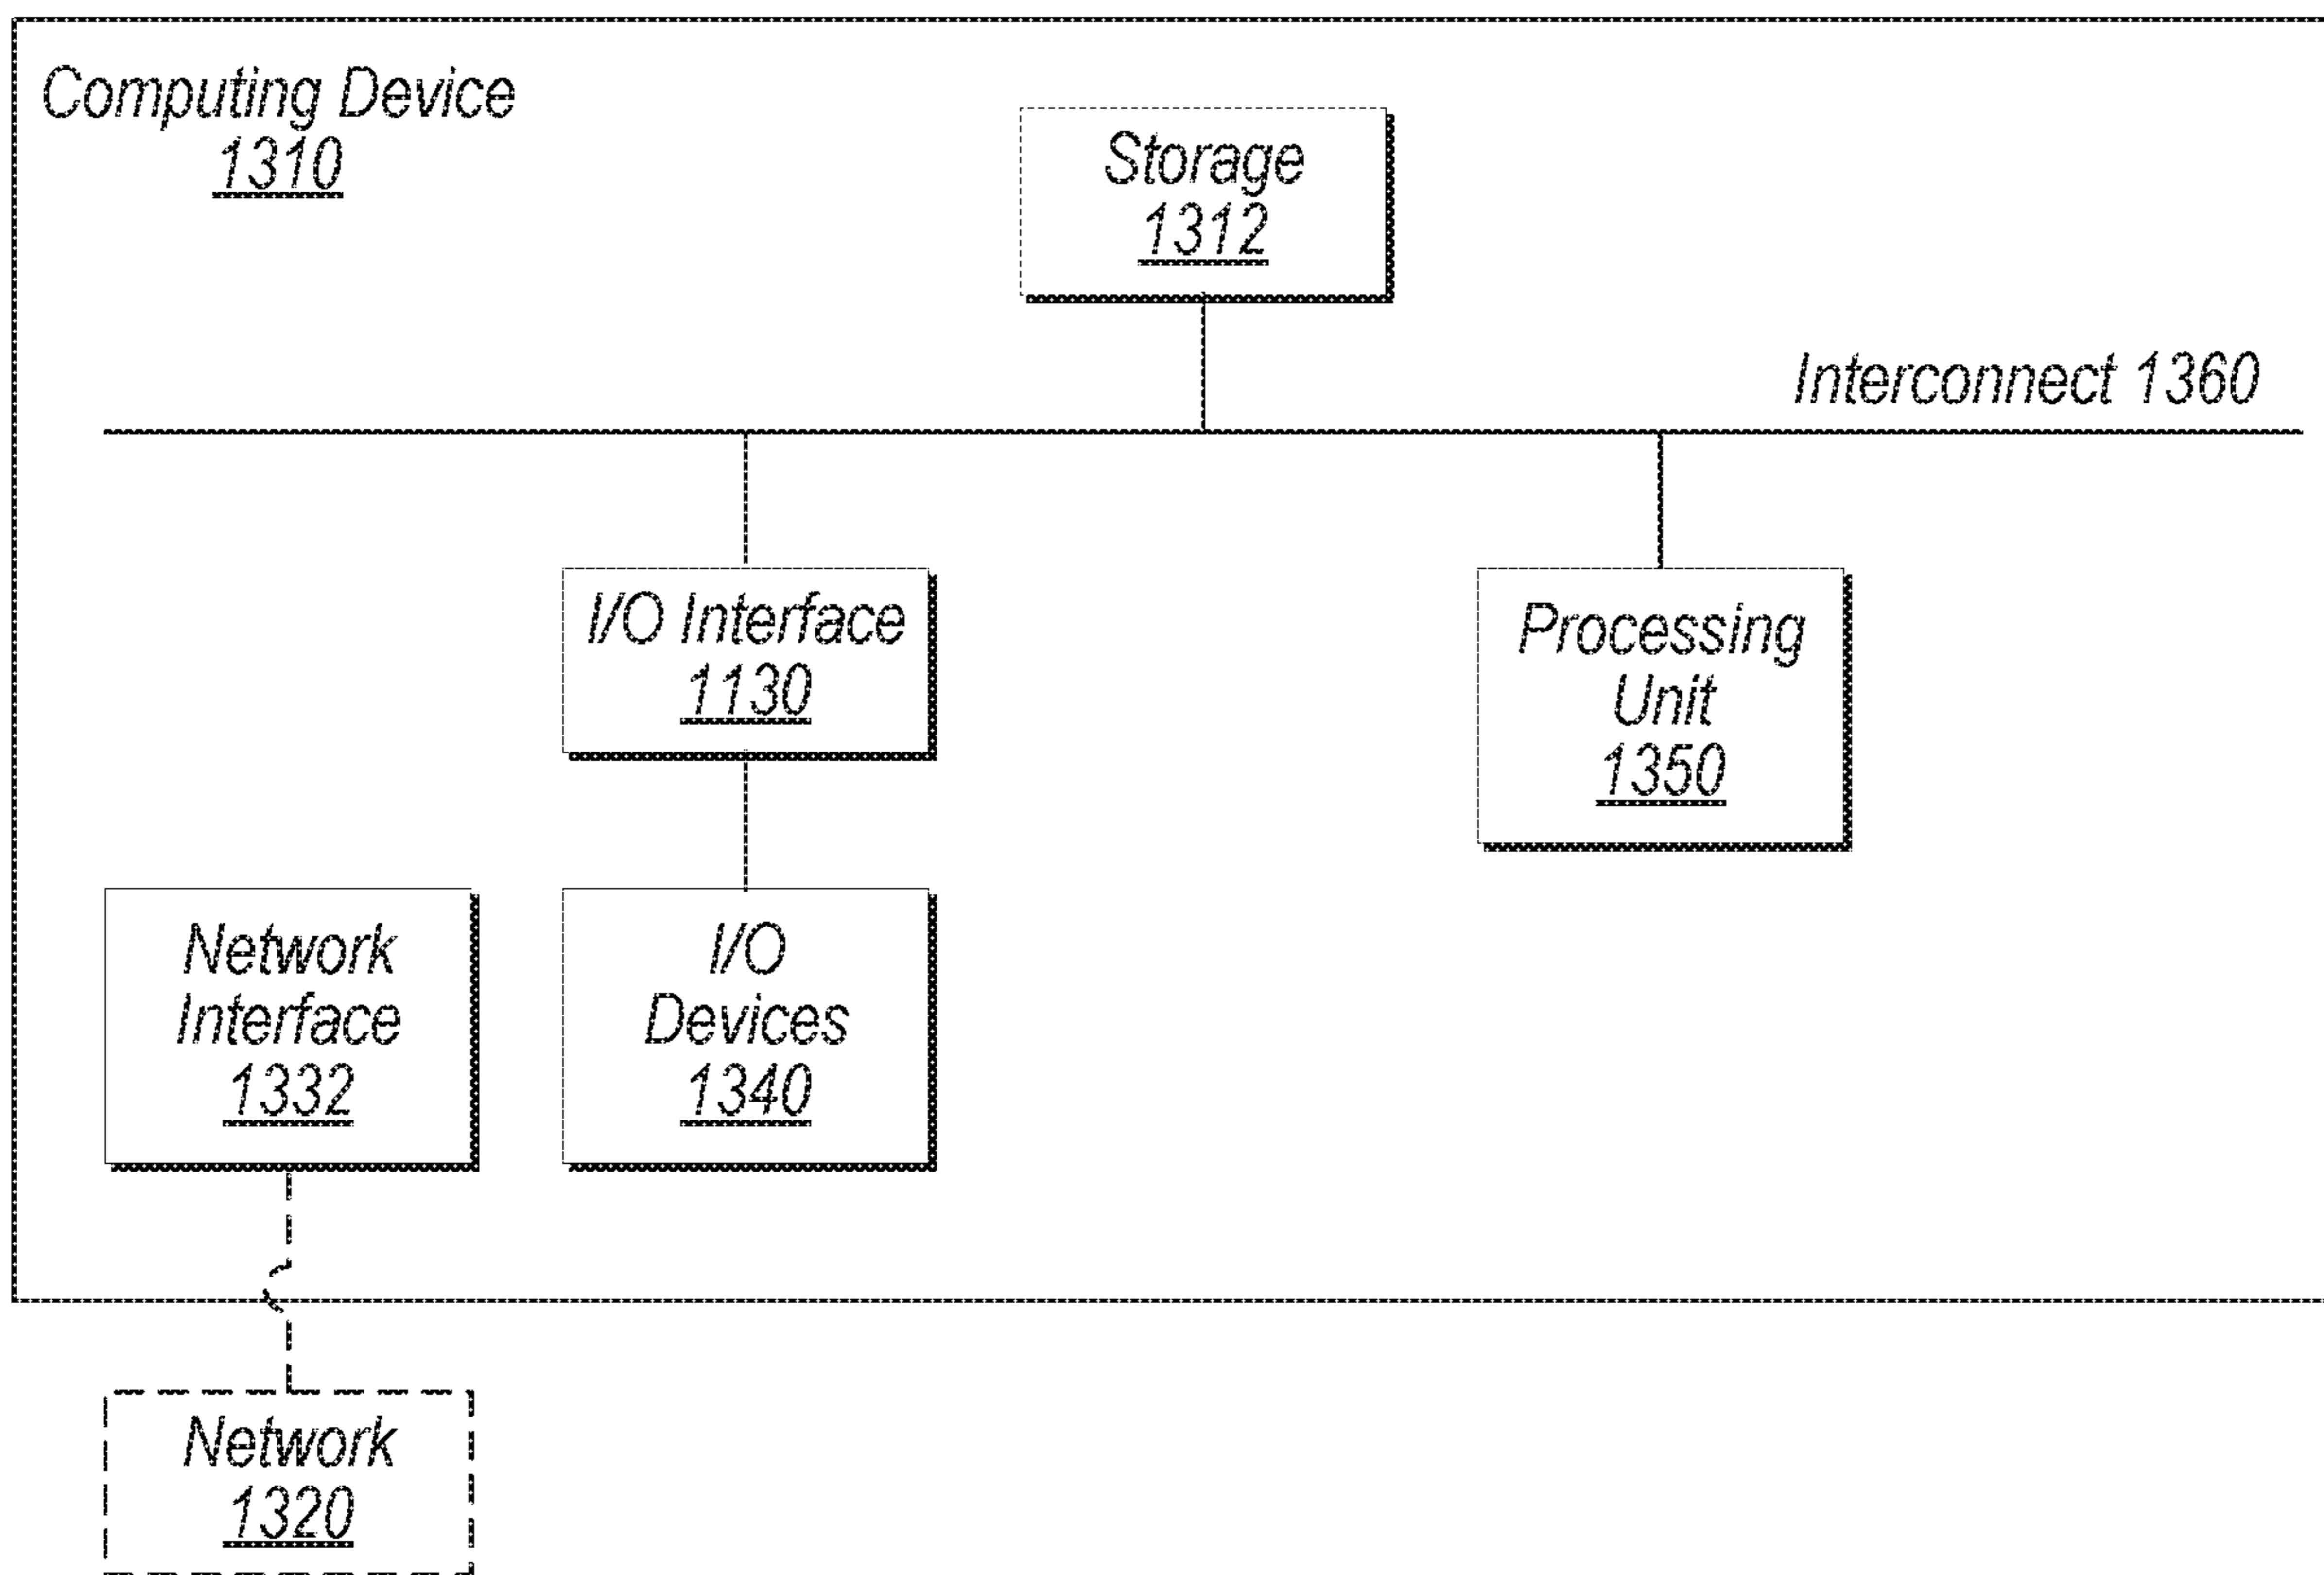 Computing Device
1310
Storage
1312
Interconnect 1360
I/O Interface
1130
Processing
Unit
1350
Network
Interface
1332
I/O
Devices
1340
Network
1320